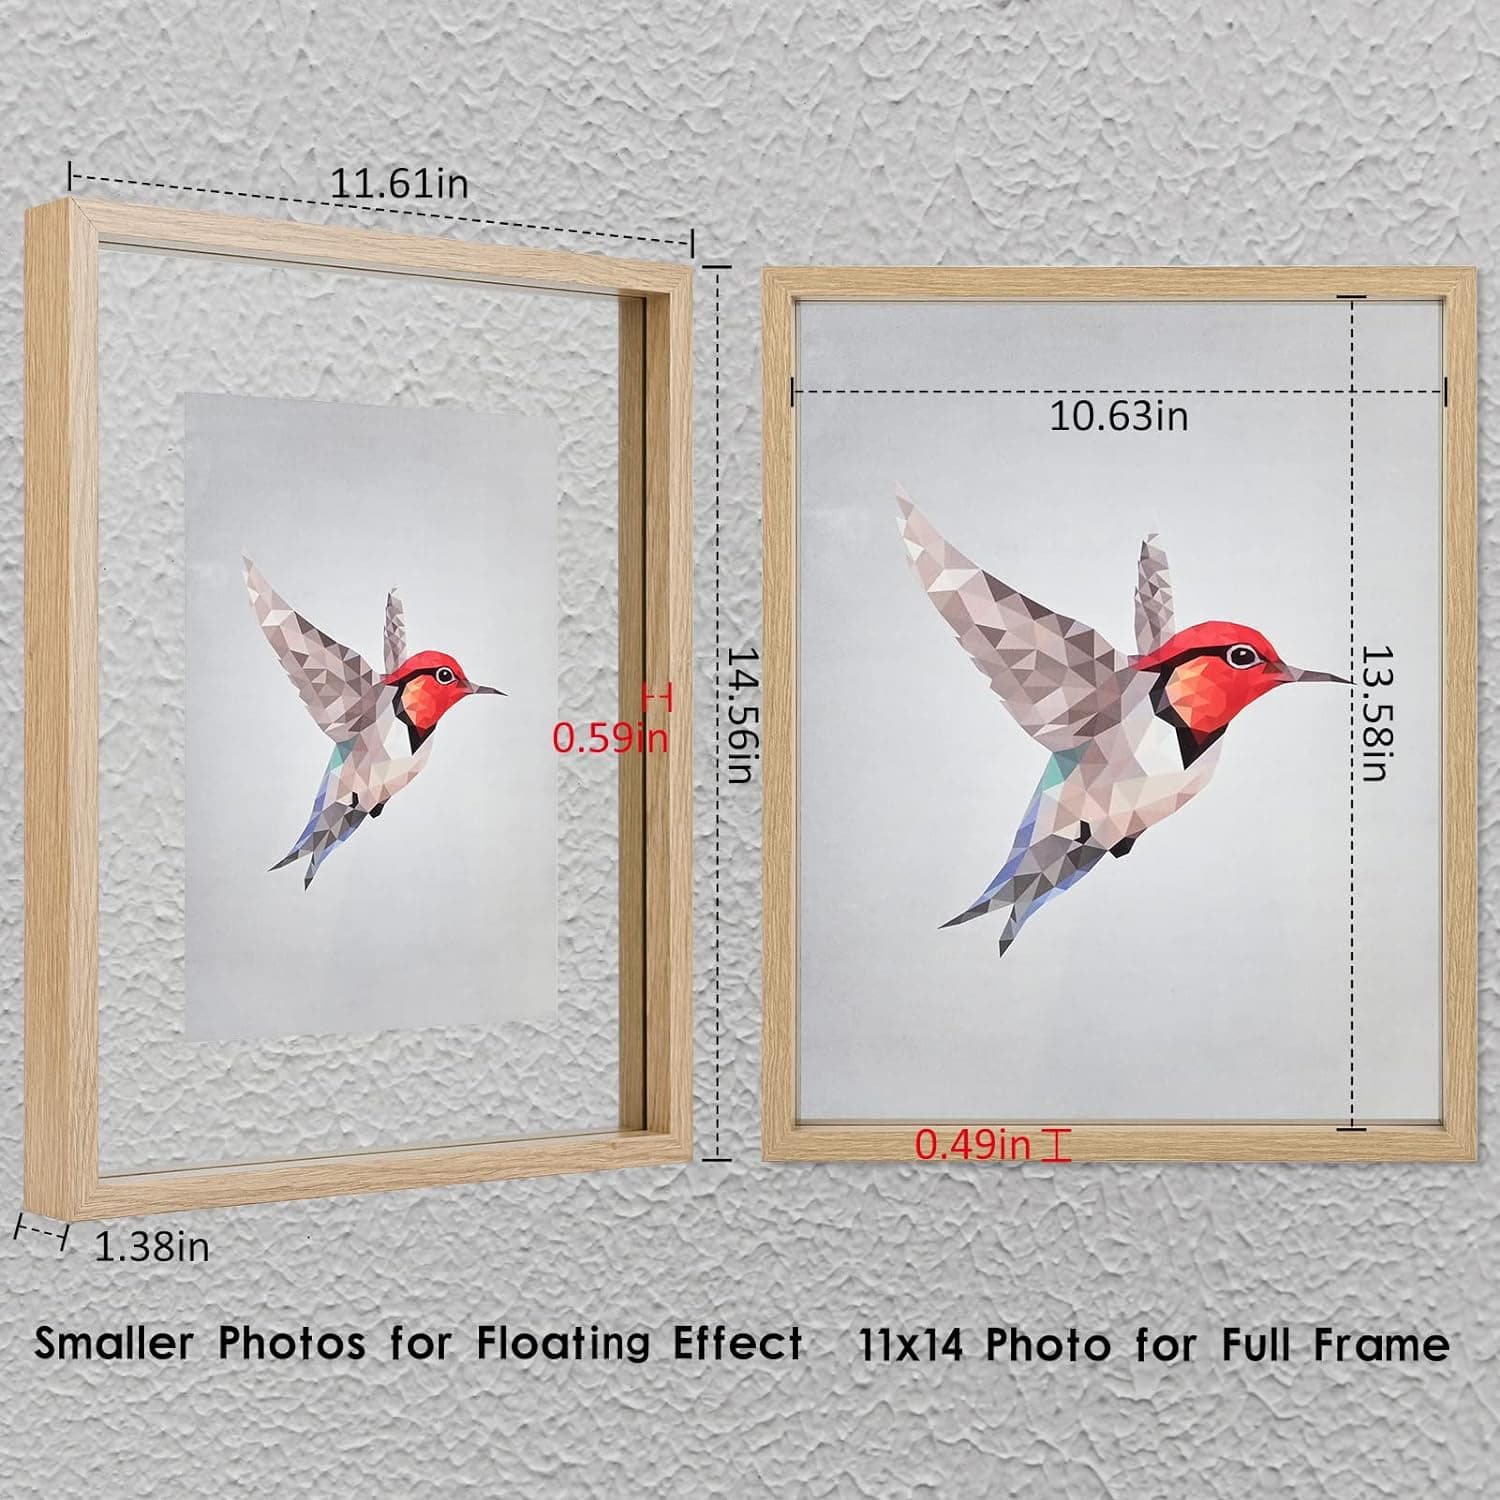 11.61in
10.63in
14.56in
13.58in
0.59in
0.49in
1.38in
Smaller Photos for Floating Effect
11x14 Photo for Full Frame